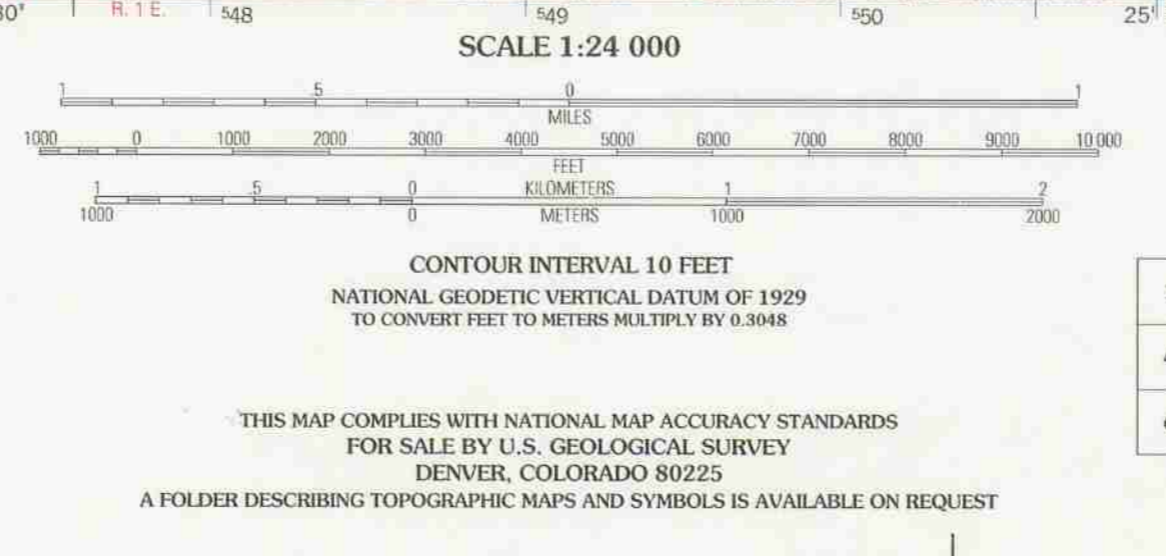 30" R. 1 E. 548 549 550 25'
SCALE 1:24 000
1 .5 0 1
MILES
1000 0 1000 2000 3000 4000 5000 6000 7000 8000 9000 10 000
FEET
1 .5 0 KILOMETERS 1 2
1000 0 METERS 1000 2000
CONTOUR INTERVAL 10 FEET
NATIONAL GEODETIC VERTICAL DATUM OF 1929
TO CONVERT FEET TO METERS MULTIPLY BY 0.3048
THIS MAP COMPLIES WITH NATIONAL MAP ACCURACY STANDARDS
FOR SALE BY U.S. GEOLOGICAL SURVEY
DENVER, COLORADO 80225
A FOLDER DESCRIBING TOPOGRAPHIC MAPS AND SYMBOLS IS AVAILABLE ON REQUEST